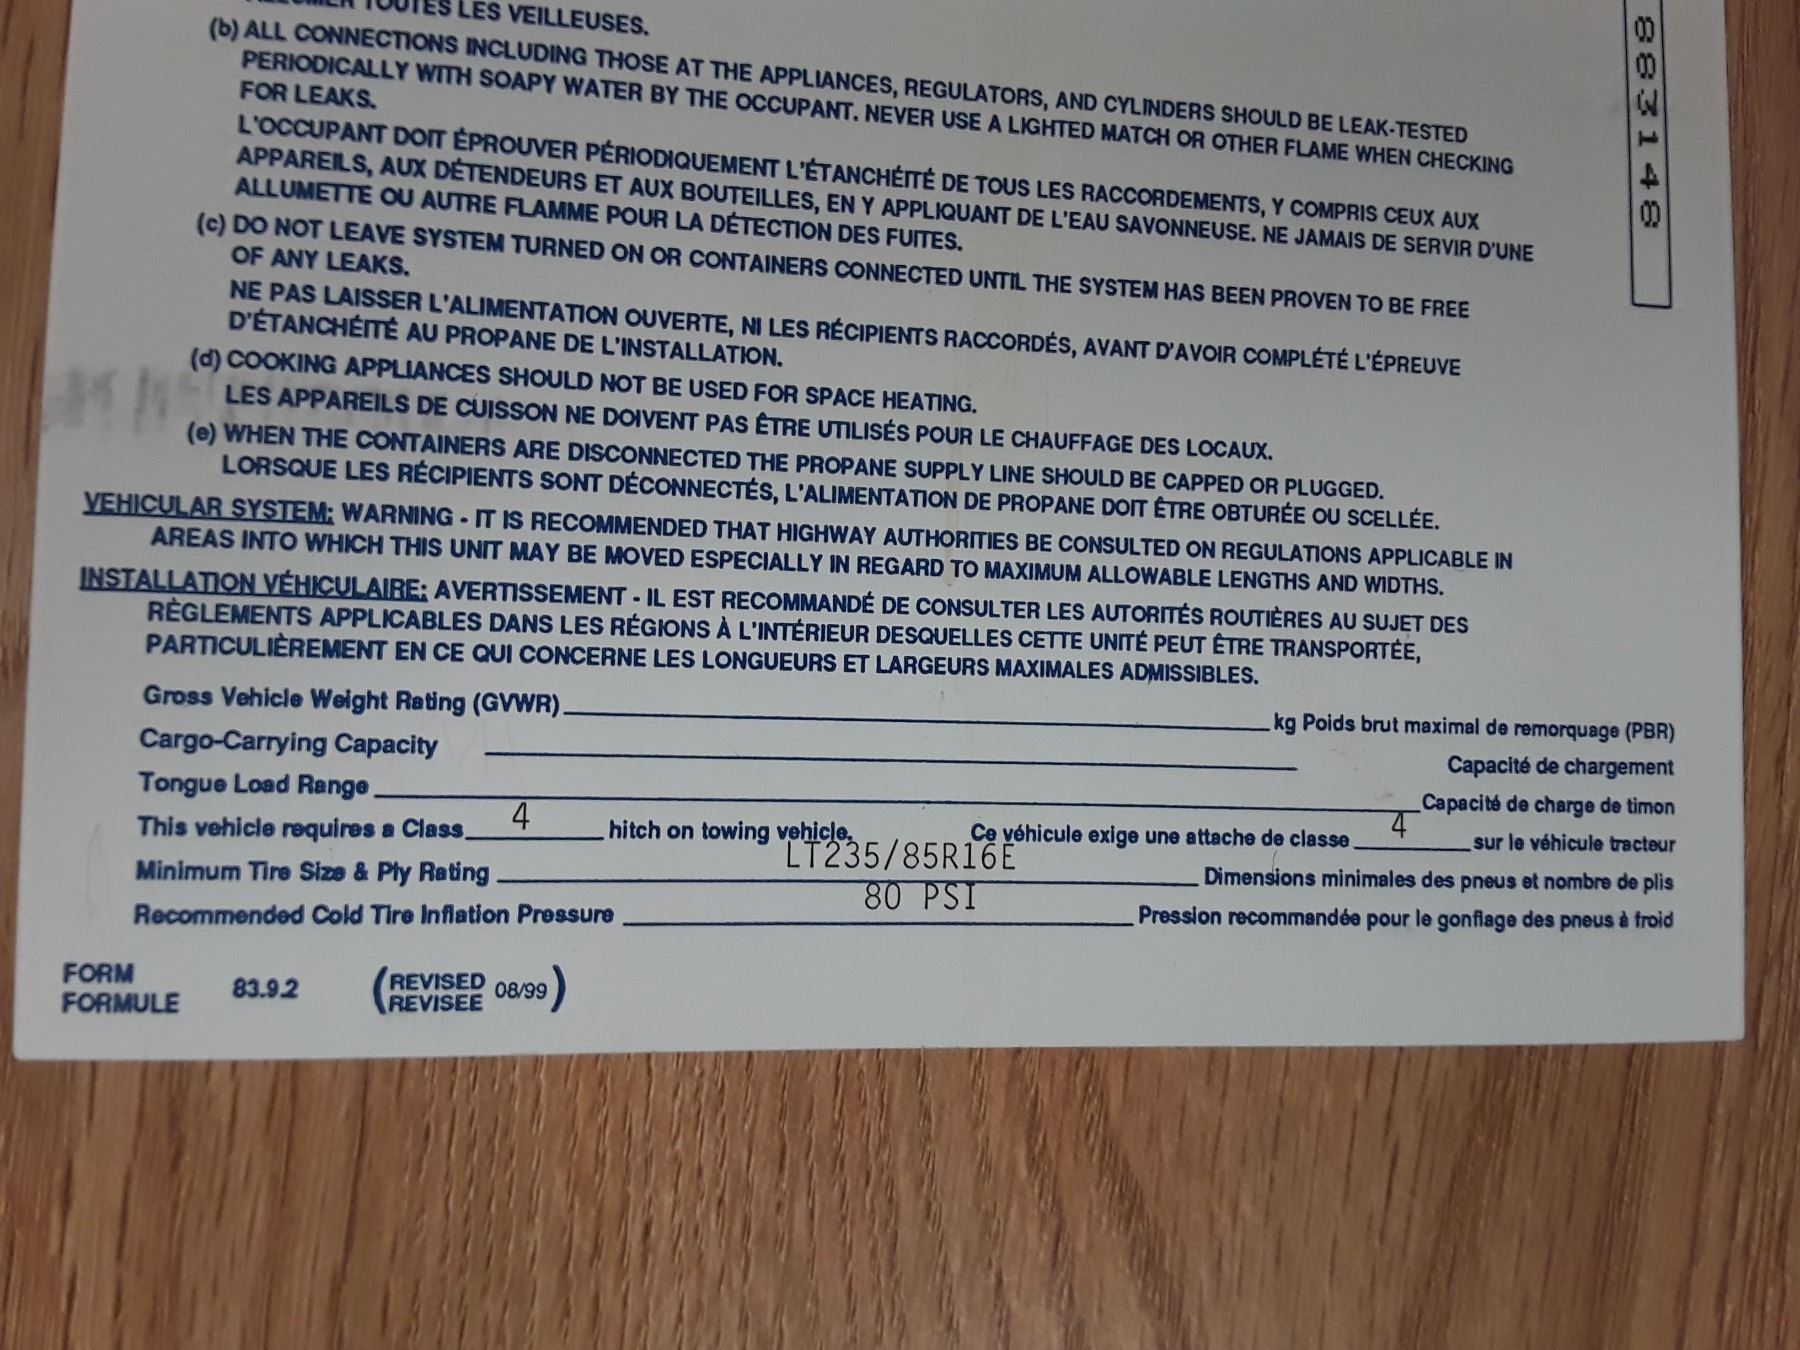 TOUTES LES VEILLEUSES.
(b) ALL CONNECTIONS INCLUDING THOSE AT THE APPLIANCES, REGULATORS, AND CYLINDERS SHOULD BE LEAK-TESTED
PERIODICALLY WITH SOAPY WATER BY THE OCCUPANT. NEVER USE A LIGHTED MATCH OR OTHER FLAME WHEN CHECKING
FOR LEAKS.
L'OCCUPANT DOIT ÉPROUVER PÉRIODIQUEMENT L'ÉTANCHÉITÉ DE TOUS LES RACCORDEMENTS, Y COMPRIS CEUX AUX
APPAREILS, AUX DÉTENDEURS ET AUX BOUTEILLES, EN Y APPLIQUANT DE L'EAU SAVONNEUSE. NE JAMAIS DE SERVIR D'UNE
ALLUMETTE OU AUTRE FLAMME POUR LA DÉTECTION DES FUITES.
(c) DO NOT LEAVE SYSTEM TURNED ON OR CONTAINERS CONNECTED UNTIL THE SYSTEM HAS BEEN PROVEN TO BE FREE
OF ANY LEAKS.
NE PAS LAISSER L'ALIMENTATION OUVERTE, NI LES RÉCIPIENTS RACCORDÉS, AVANT D'AVOIR COMPLÉTÉ L'ÉPREUVE
D'ÉTANCHÉITÉ AU PROPANE DE L'INSTALLATION.
(d) COOKING APPLIANCES SHOULD NOT BE USED FOR SPACE HEATING.
LES APPAREILS DE CUISSON NE DOIVENT PAS ÊTRE UTILISÉS POUR LE CHAUFFAGE DES LOCAUX.
(e) WHEN THE CONTAINERS ARE DISCONNECTED THE PROPANE SUPPLY LINE SHOULD BE CAPPED OR PLUGGED.
LORSQUE LES RÉCIPIENTS SONT DÉCONNECTÉS, L'ALIMENTATION DE PROPANE DOIT ÊTRE OBTURÉE OU SCELLÉE.
VEHICULAR SYSTEM: WARNING - IT IS RECOMMENDED THAT HIGHWAY AUTHORITIES BE CONSULTED ON REGULATIONS APPLICABLE IN
AREAS INTO WHICH THIS UNIT MAY BE MOVED ESPECIALLY IN REGARD TO MAXIMUM ALLOWABLE LENGTHS AND WIDTHS.
INSTALLATION VÉHICULAIRE: AVERTISSEMENT - IL EST RECOMMANDÉ DE CONSULTER LES AUTORITÉS ROUTIÈRES AU SUJET DES
RÈGLEMENTS APPLICABLES DANS LES RÉGIONS À L'INTÉRIEUR DESQUELLES CETTE UNITÉ PEUT ÊTRE TRANSPORTÉE,
PARTICULIÈREMENT EN CE QUI CONCERNE LES LONGUEURS ET LARGEURS MAXIMALES ADMISSIBLES.
Gross Vehicle Weight Rating (GVWR) kg Poids brut maximal de remorquage (PBR)
Cargo-Carrying Capacity Capacité de chargement
Tongue Load Range Capacité de charge de timon
This vehicle requires a Class 4 hitch on towing vehicle. Ce véhicule exige une attache de classe 4 sur le véhicule tracteur
Minimum Tire Size & Ply Rating LT235/85R16E Dimensions minimales des pneus et nombre de plis
Recommended Cold Tire Inflation Pressure 80 PSI Pression recommandée pour le gonflage des pneus à froid
FORM
FORMULE 83.9.2 (REVISED
REVISEE 08/99)
883148